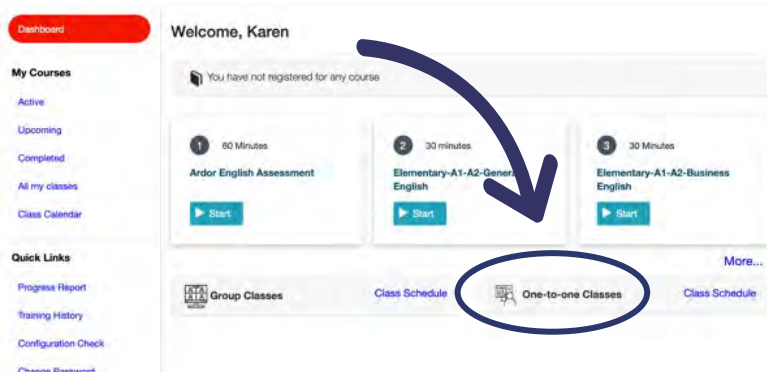 Dashboard
Welcome, Karen
My Courses
You have not registered for any course
Active
Upcoming
Completed
All my classes
Class Calendar
1 60 Minutes
Ardor English Assessment
Start
2 30 minutes
Elementary-A1-A2-General
English
Start
3 30 Minutes
Elementary-A1-A2-Business
English
Start
Quick Links
More...
Progress Report
Group Classes Class Schedule One-to-one Classes Class Schedule
Training History
Configuration Check
Change Password